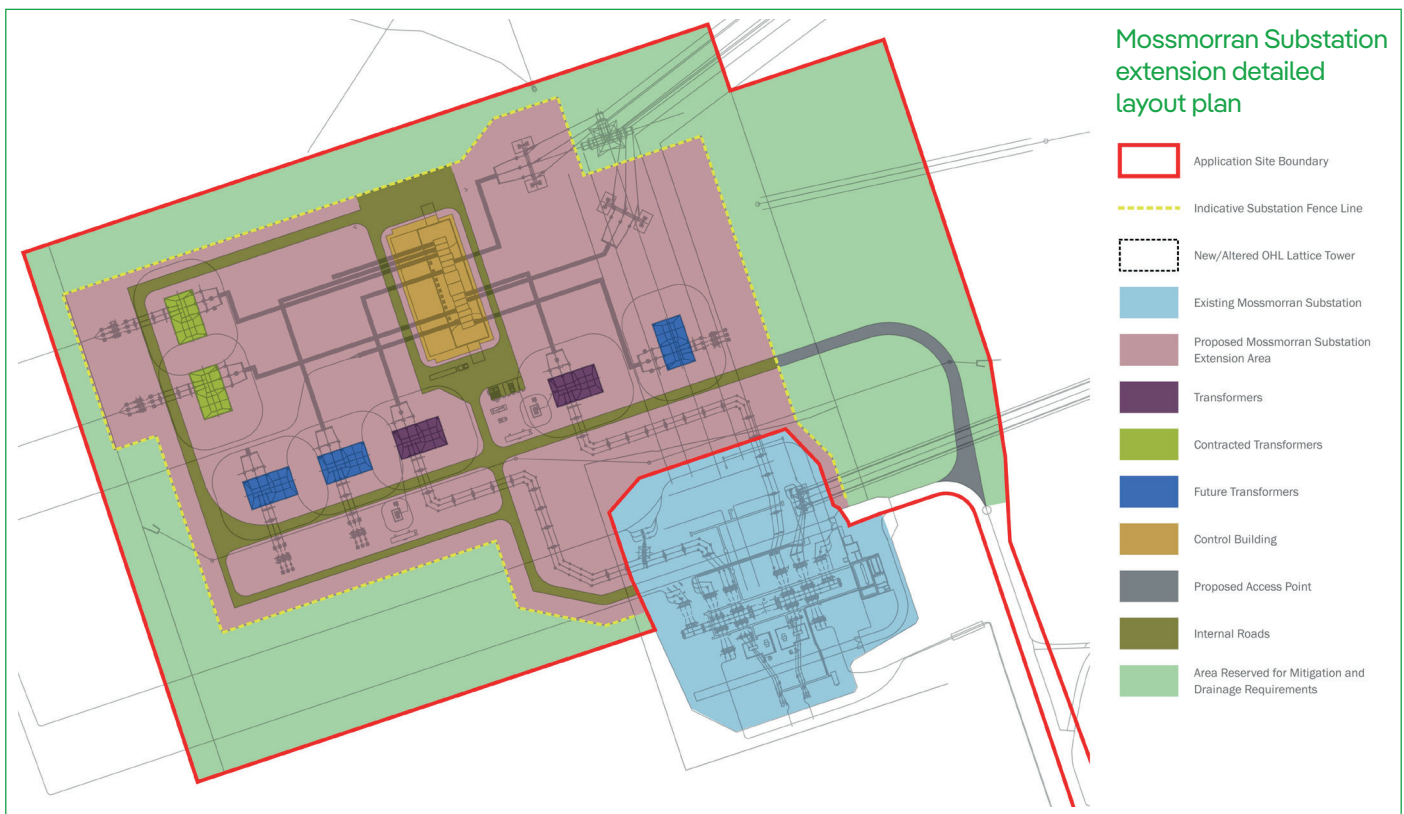 Mossmorran Substation
extension detailed
layout plan
Application Site Boundary
Indicative Substation Fence Line
New/Altered OHL Lattice Tower
Existing Mossmorran Substation
Proposed Mossmorran Substation
Extension Area
Transformers
Contracted Transformers
Future Transformers
Control Building
Proposed Access Point
Internal Roads
Area Reserved for Mitigation and
Drainage Requirements